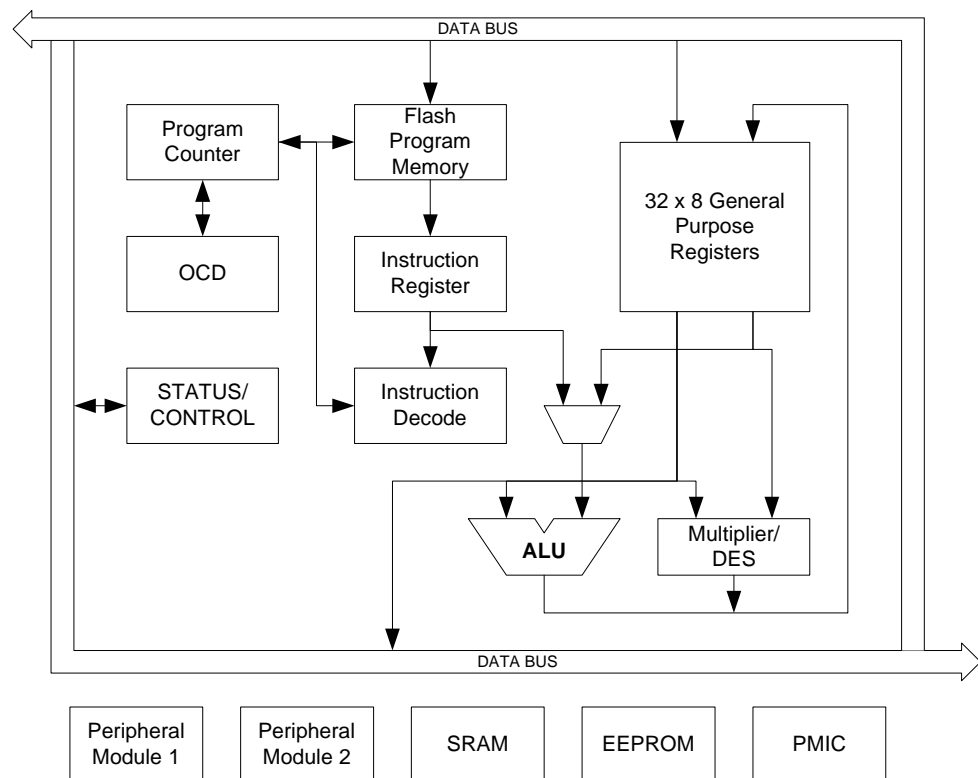 DATA BUS
Program
Counter
Flash
Program
Memory
32 x 8 General
Purpose
Registers
OCD
Instruction
Register
STATUS/
CONTROL
Instruction
Decode
ALU
Multiplier/
DES
DATA BUS
Peripheral
Module 1
Peripheral
Module 2
SRAM
EEPROM
PMIC